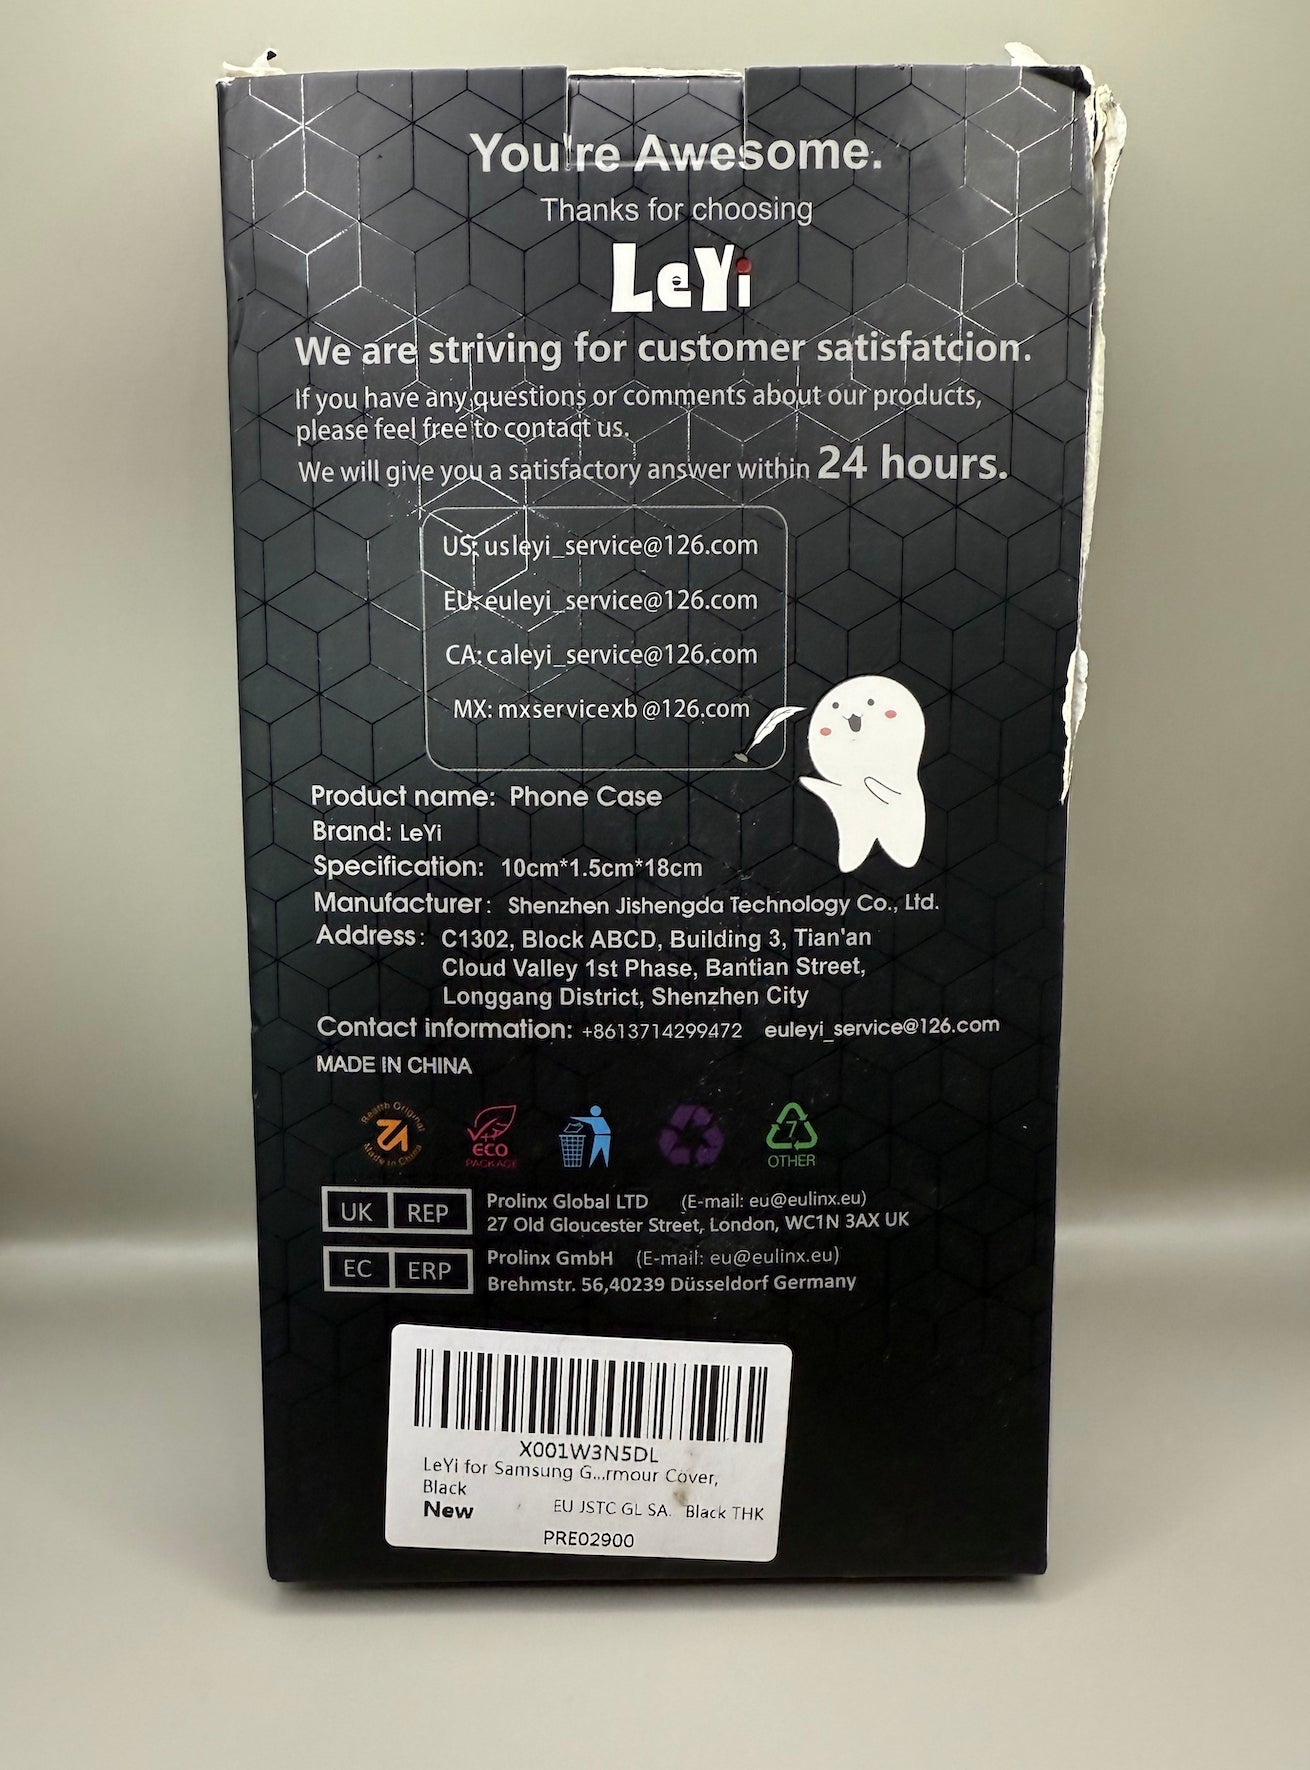 You're Awesome.
Thanks for choosing
LeYi
We are striving for customer satisfatcion.
If you have any questions or comments about our products,
please feel free to contact us.
We will give you a satisfactory answer within 24 hours.
US: usleyi_service@126.com
EU: euleyi_service@126.com
CA: caleyi_service@126.com
MX: mxservicexb@126.com
Product name: Phone Case
Brand: LeYi
Specification: 10cm*1.5cm*18cm
Manufacturer: Shenzhen Jishengda Technology Co., Ltd.
Address: C1302, Block ABCD, Building 3, Tian'an
Cloud Valley 1st Phase, Bantian Street,
Longgang District, Shenzhen City
Contact information: +8613714299472 euleyi_service@126.com
MADE IN CHINA
Original
Made in China
ECO
PACKAGE
7
OTHER
UK REP
Prolinx Global LTD (E-mail: eu@eulinx.eu)
27 Old Gloucester Street, London, WC1N 3AX UK
EC ERP
Prolinx GmbH (E-mail: eu@eulinx.eu)
Brehmstr. 56,40239 Düsseldorf Germany
X001W3N5DL
LeYi for Samsung G...rmour Cover,
Black
New EU JSTC GL SA. Black THK
PRE02900